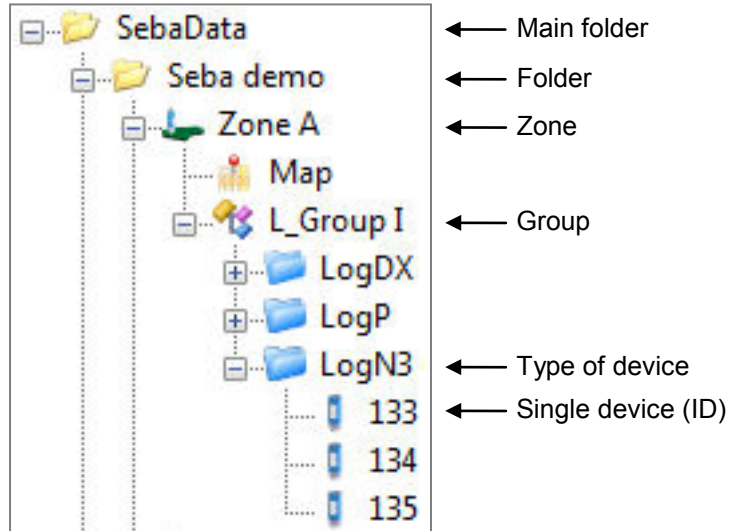 SebaData Main folder
Seba demo Folder
Zone A Zone
Map
L_Group I Group
LogDX
LogP
LogN3 Type of device
133 Single device (ID)
134
135